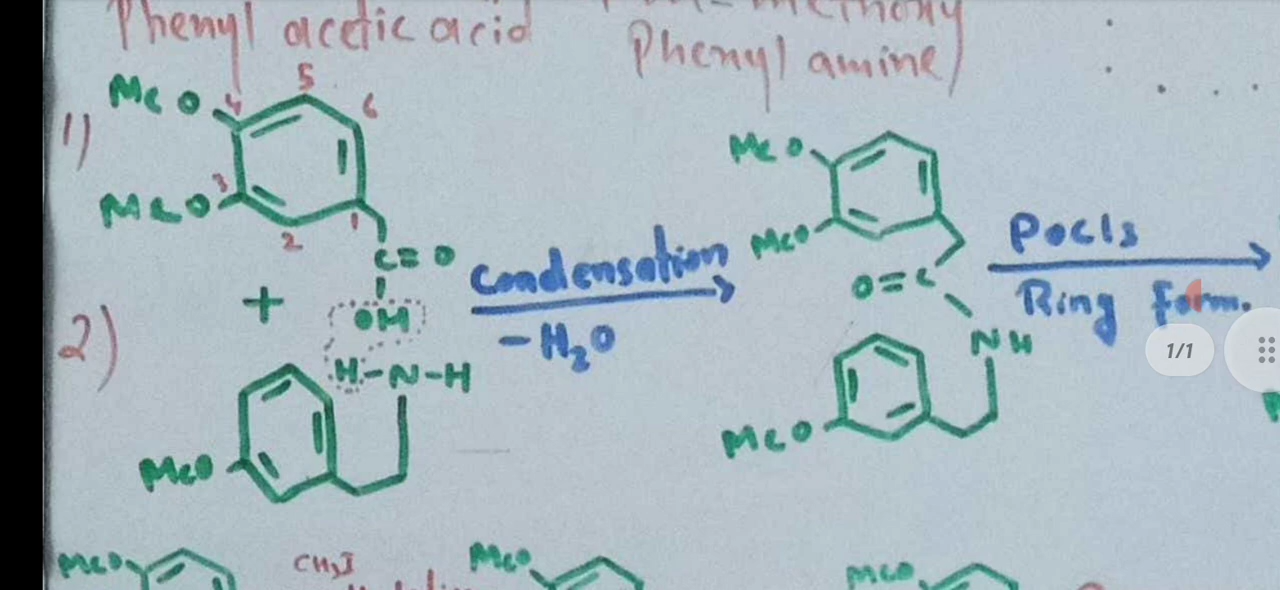 Phenyl acetic acid
Phenyl amine)
1)
MeO
4
5
6
MeO
3
2
1
C=O
OH
+
2)
H-N-H
MeO
Condensation
-H₂O
MeO
MeO
O=C
NH
MeO
POCl₃
Ring Form.
1/1
MeO
CH₃I
MeO
MeO